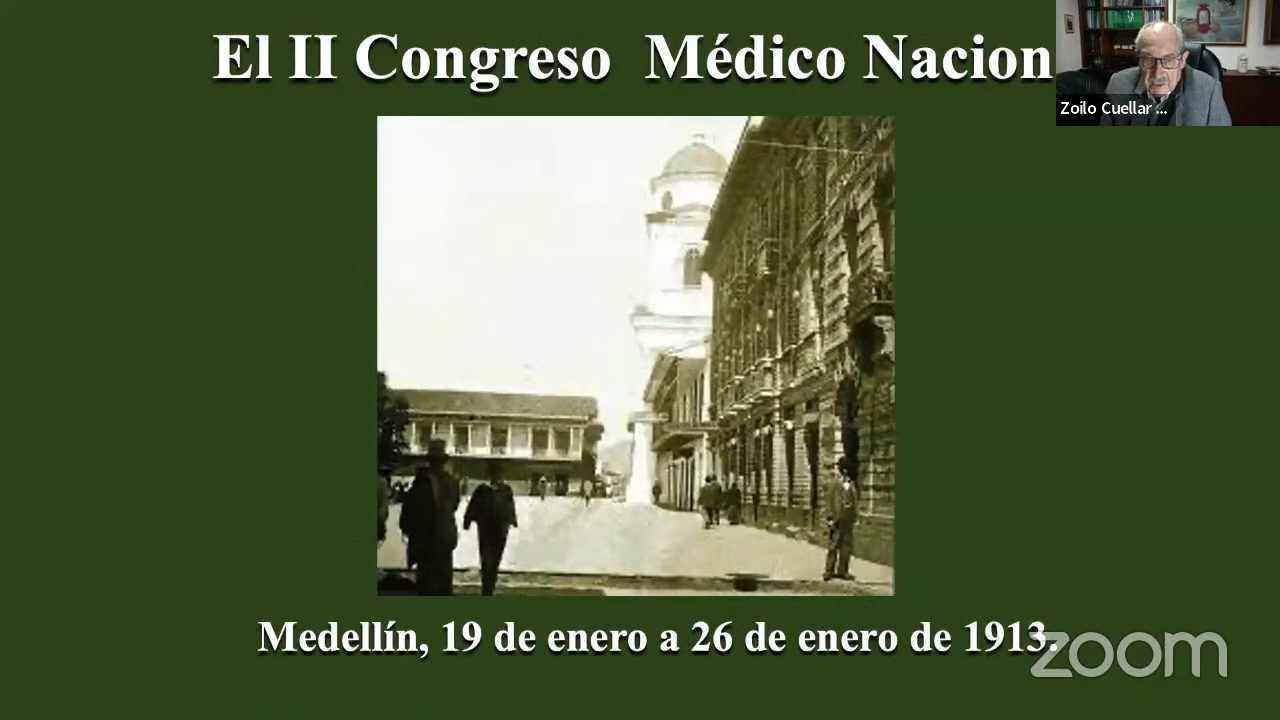 El II Congreso Médico Nacion
Zoilo Cuellar ...
Medellín, 19 de enero a 26 de enero de 1913.
zoom